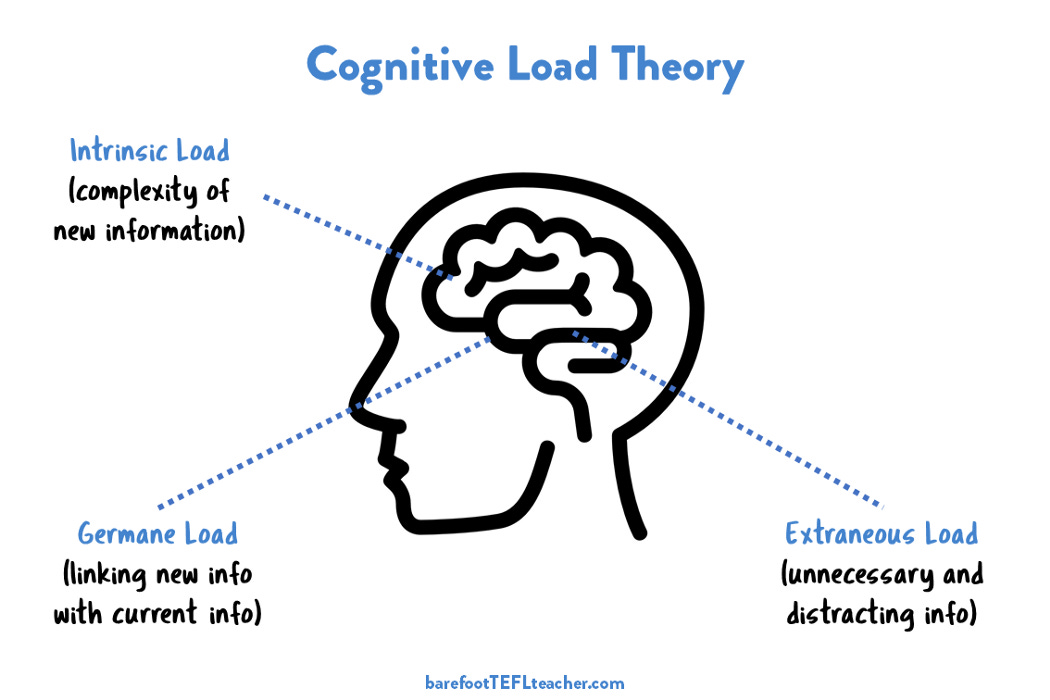 Cognitive Load Theory
Intrinsic Load
(complexity of
new information)
Germane Load
(linking new info
with current info)
Extraneous Load
(unnecessary and
distracting info)
barefootTEFLteacher.com